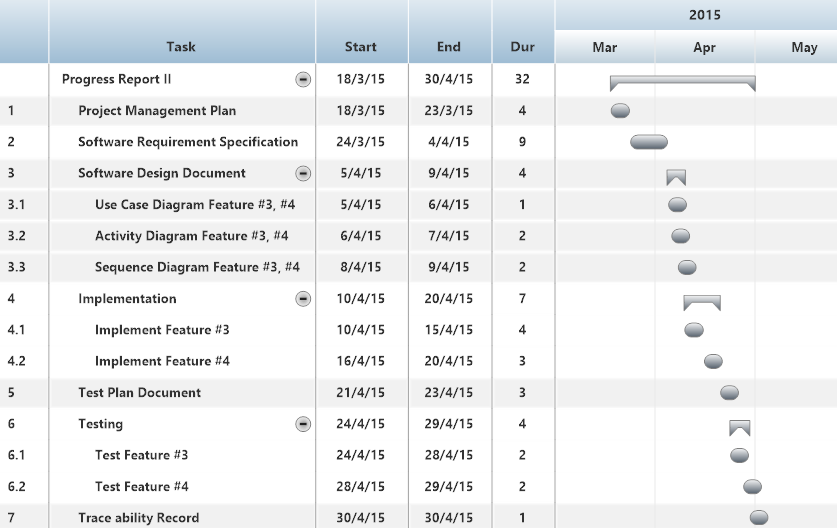 2015
Task Start End Dur Mar Apr May
Progress Report II 18/3/15 30/4/15 32
1 Project Management Plan 18/3/15 23/3/15 4
2 Software Requirement Specification 24/3/15 4/4/15 9
3 Software Design Document 5/4/15 9/4/15 4
3.1 Use Case Diagram Feature #3, #4 5/4/15 6/4/15 1
3.2 Activity Diagram Feature #3, #4 6/4/15 7/4/15 2
3.3 Sequence Diagram Feature #3, #4 8/4/15 9/4/15 2
4 Implementation 10/4/15 20/4/15 7
4.1 Implement Feature #3 10/4/15 15/4/15 4
4.2 Implement Feature #4 16/4/15 20/4/15 3
5 Test Plan Document 21/4/15 23/4/15 3
6 Testing 24/4/15 29/4/15 4
6.1 Test Feature #3 24/4/15 28/4/15 2
6.2 Test Feature #4 28/4/15 29/4/15 2
7 Trace ability Record 30/4/15 30/4/15 1